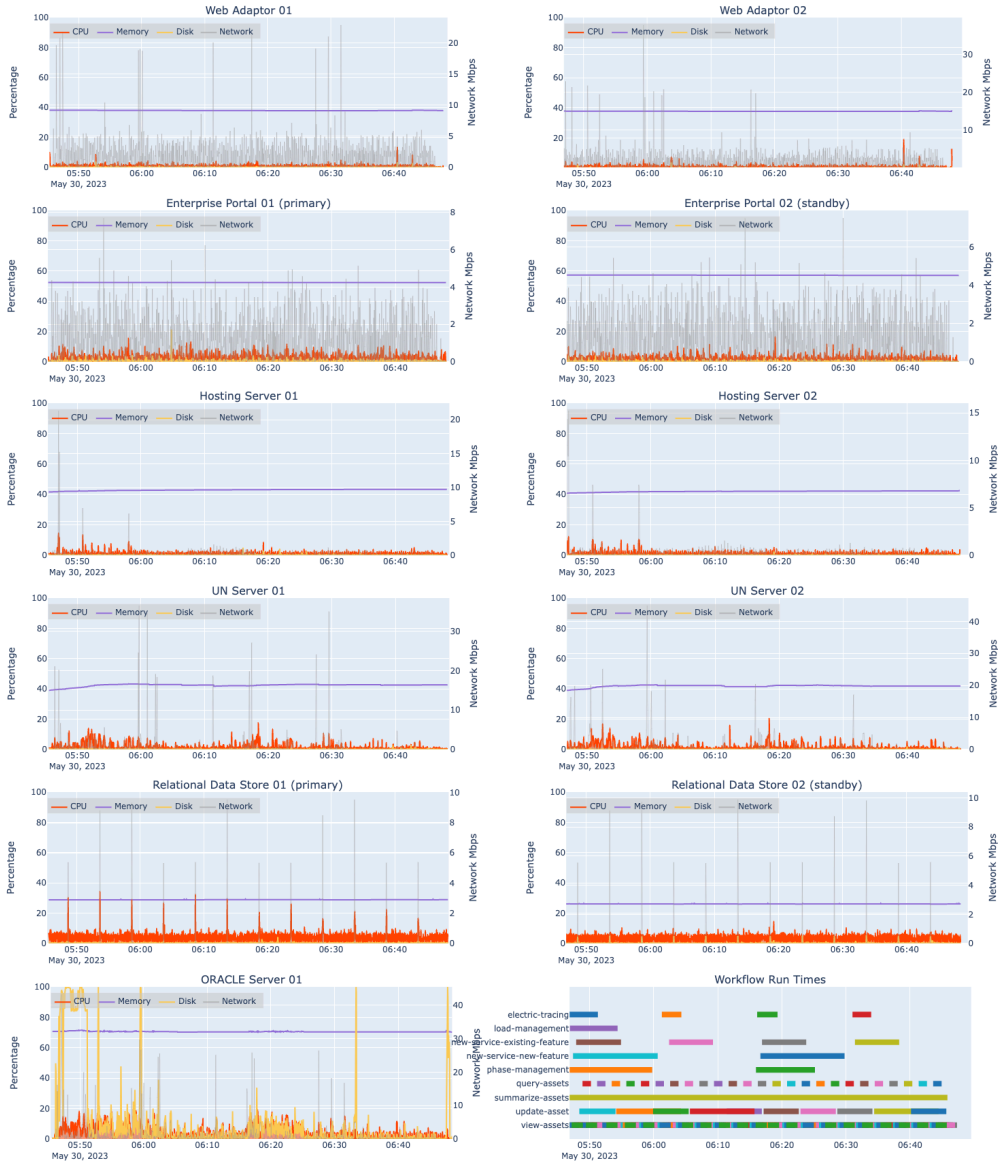 Web Adaptor 01
CPU Memory Disk Network
100
80
60
40
20
0
Percentage
20
15
10
5
0
Network Mbps
05:50 06:00 06:10 06:20 06:30 06:40
May 30, 2023
Web Adaptor 02
CPU Memory Disk Network
100
80
60
40
20
0
Percentage
30
20
10
Network Mbps
05:50 06:00 06:10 06:20 06:30 06:40
May 30, 2023
Enterprise Portal 01 (primary)
CPU Memory Disk Network
100
80
60
40
20
0
Percentage
8
6
4
2
0
Network Mbps
05:50 06:00 06:10 06:20 06:30 06:40
May 30, 2023
Enterprise Portal 02 (standby)
CPU Memory Disk Network
100
80
60
40
20
0
Percentage
6
4
2
0
Network Mbps
05:50 06:00 06:10 06:20 06:30 06:40
May 30, 2023
Hosting Server 01
CPU Memory Disk Network
100
80
60
40
20
0
Percentage
20
15
10
5
0
Network Mbps
05:50 06:00 06:10 06:20 06:30 06:40
May 30, 2023
Hosting Server 02
CPU Memory Disk Network
100
80
60
40
20
0
Percentage
15
10
5
0
Network Mbps
05:50 06:00 06:10 06:20 06:30 06:40
May 30, 2023
UN Server 01
CPU Memory Disk Network
100
80
60
40
20
0
Percentage
30
20
10
0
Network Mbps
05:50 06:00 06:10 06:20 06:30 06:40
May 30, 2023
UN Server 02
CPU Memory Disk Network
100
80
60
40
20
0
Percentage
40
30
20
10
0
Network Mbps
05:50 06:00 06:10 06:20 06:30 06:40
May 30, 2023
Relational Data Store 01 (primary)
CPU Memory Disk Network
100
80
60
40
20
0
Percentage
10
8
6
4
2
0
Network Mbps
05:50 06:00 06:10 06:20 06:30 06:40
May 30, 2023
Relational Data Store 02 (standby)
CPU Memory Disk Network
100
80
60
40
20
0
Percentage
10
8
6
4
2
0
Network Mbps
05:50 06:00 06:10 06:20 06:30 06:40
May 30, 2023
ORACLE Server 01
CPU Memory Disk Network
100
80
60
40
20
0
Percentage
40
30
20
10
0
Network Mbps
05:50 06:00 06:10 06:20 06:30 06:40
May 30, 2023
Workflow Run Times
electric-tracing
load-management
new-service-existing-feature
new-service-new-feature
phase-management
query-assets
summarize-assets
update-asset
view-assets
05:50 06:00 06:10 06:20 06:30 06:40
May 30, 2023